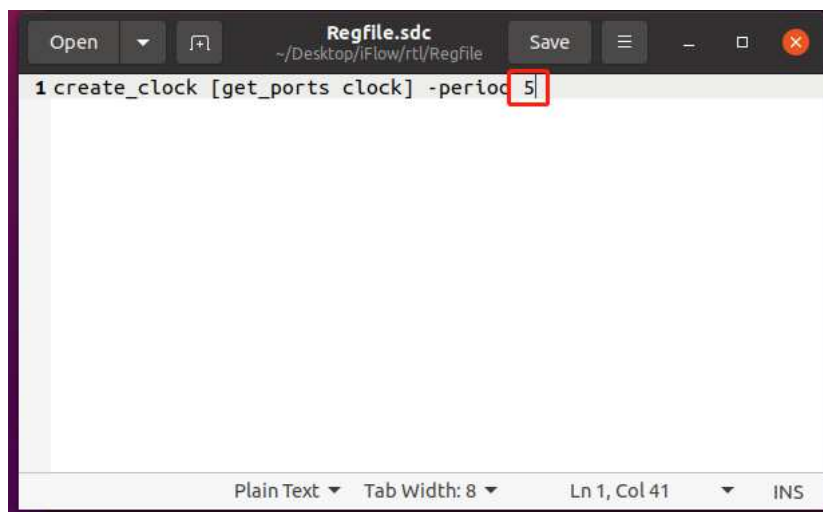 Open
Regfile.sdc
~/Desktop/iFlow/rtl/Regfile
Save
1 create_clock [get_ports clock] -period 5
Plain Text
Tab Width: 8
Ln 1, Col 41
INS